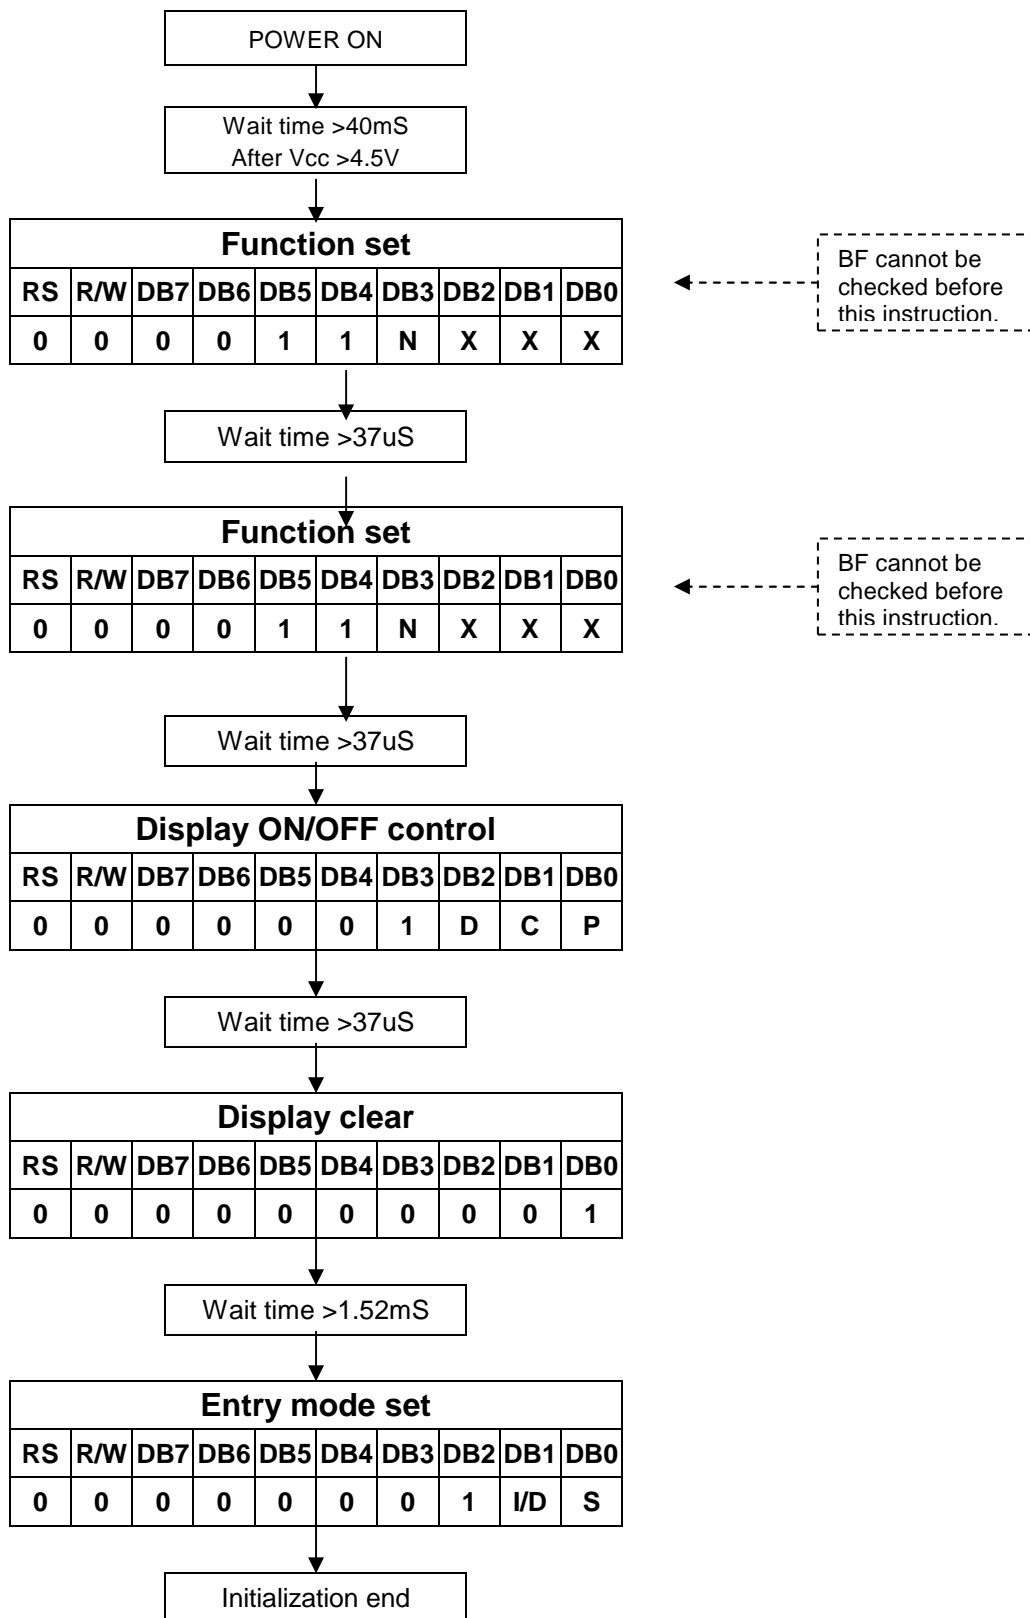 POWER ON
Wait time >40mS
After Vcc >4.5V
Function set
RS R/W DB7 DB6 DB5 DB4 DB3 DB2 DB1 DB0
0 0 0 0 1 1 N X X X
BF cannot be
checked before
this instruction.
Wait time >37uS
Function set
RS R/W DB7 DB6 DB5 DB4 DB3 DB2 DB1 DB0
0 0 0 0 1 1 N X X X
BF cannot be
checked before
this instruction.
Wait time >37uS
Display ON/OFF control
RS R/W DB7 DB6 DB5 DB4 DB3 DB2 DB1 DB0
0 0 0 0 0 0 1 D C P
Wait time >37uS
Display clear
RS R/W DB7 DB6 DB5 DB4 DB3 DB2 DB1 DB0
0 0 0 0 0 0 0 0 0 1
Wait time >1.52mS
Entry mode set
RS R/W DB7 DB6 DB5 DB4 DB3 DB2 DB1 DB0
0 0 0 0 0 0 0 1 I/D S
Initialization end